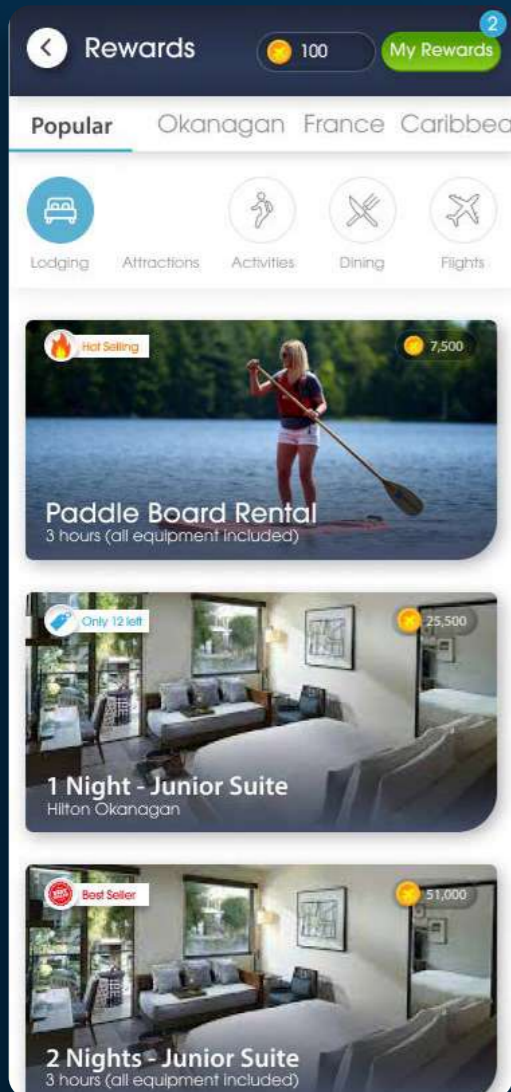 2
Rewards
100
My Rewards
Popular
Okanagan
France
Caribbea
Lodging
Attractions
Activities
Dining
Flights
Hot Selling
7,500
Paddle Board Rental
3 hours (all equipment included)
Only 12 left
25,500
1 Night - Junior Suite
Hilton Okanagan
Best Seller
51,000
2 Nights - Junior Suite
3 hours (all equipment included)